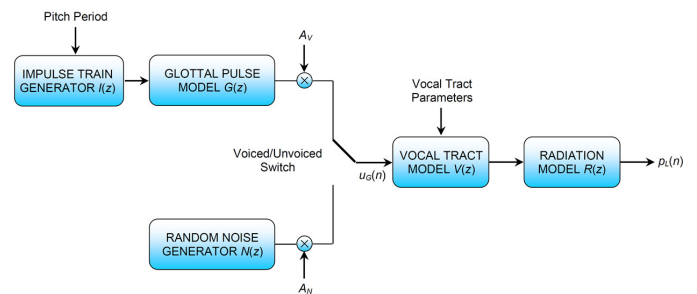 Pitch Period
A_V
IMPULSE TRAIN
GENERATOR I(z)
GLOTTAL PULSE
MODEL G(z)
Vocal Tract
Parameters
Voiced/Unvoiced
Switch
u_G(n)
VOCAL TRACT
MODEL V(z)
RADIATION
MODEL R(z)
p_L(n)
RANDOM NOISE
GENERATOR N(z)
A_N